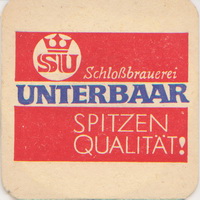 SU
Schloßbrauerei
UNTERBAAR
SPITZEN
QUALITÄT!